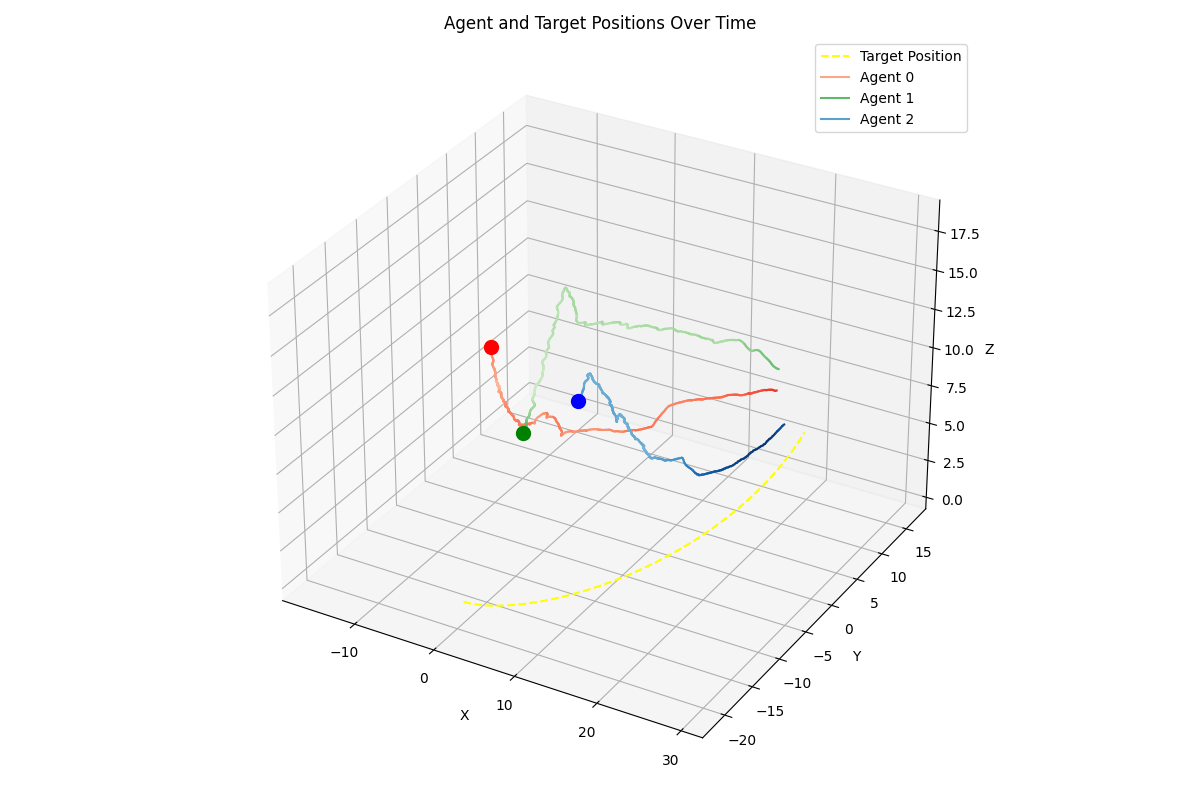 Agent and Target Positions Over Time
Target Position
Agent 0
Agent 1
Agent 2
17.5
15.0
12.5
10.0
Z
7.5
5.0
2.5
0.0
15
10
5
0
−5
Y
−10
−15
−20
−10
0
10
X
20
30